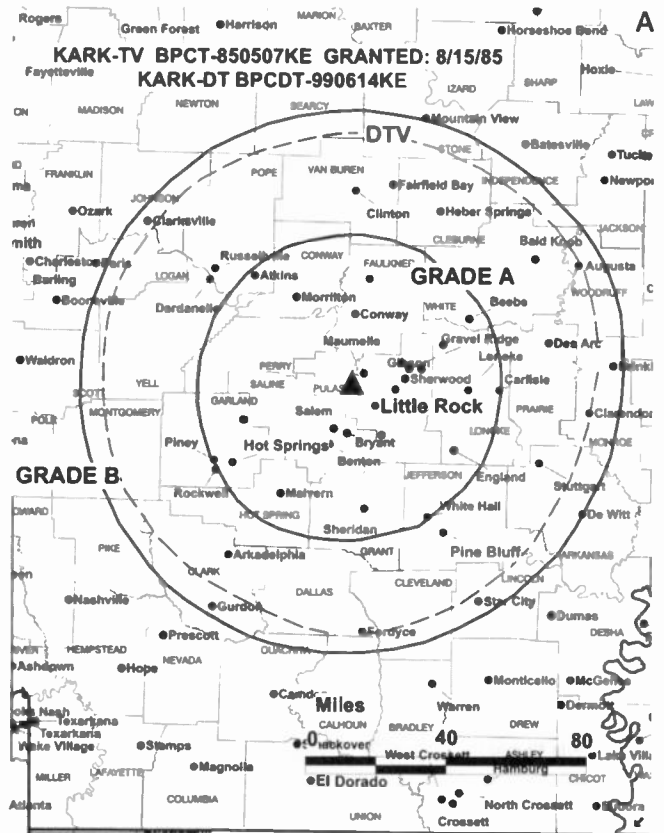 Rogers
Green Forest
Harrison
MARION
BAXTER
Horseshoe Bend
A
KARK-TV BPCT-850507KE GRANTED: 8/15/85
KARK-DT BPCDT-990614KE
Fayetteville
Hoxie
IZARD
SHARP
MADISON
NEWTON
SEARCY
LAW
ON
Mountain View
DTV
STONE
Batesville
FRANKLIN
POPE
VAN BUREN
Fairfield Bay
INDEPENDENCE
Newpor
JOHNSON
Ozark
Clarksville
Clinton
Heber Springs
JACKSON
CLEBURNE
Bald Knob
mith
Charleston
Paris
Russellville
CONWAY
FAULKNER
Augusta
Barling
LOGAN
Atkins
GRADE A
WOODRUFF
Booneville
Dardanelle
Morrilton
WHITE
Beebe
Conway
Maumelle
Gravel Ridge
Des Arc
Waldron
PERRY
Lonoke
Sherwood
Carlisle
SCOTT
YELL
SALINE
PULAS
GARLAND
Little Rock
MONTGOMERY
Salem
PRAIRIE
Clarendon
POLK
LONOKE
Piney
Hot Springs
Bryant
MONROE
Benton
GRADE B
JEFFERSON
England
Rockwell
Malvern
Stuttgart
White Hall
HOT SPRING
De Witt
Sheridan
PIKE
GRANT
Pine Bluff
ARKANSAS
Arkadelphia
CLARK
CLEVELAND
LINCOLN
DALLAS
Nashville
Gurdon
Star City
Dumas
Fordyce
DESHA
Prescott
HEMPSTEAD
OUACHITA
NEVADA
Ashdown
Hope
Monticello
McGehee
Camden
Miles
Warren
Dermott
Nash
Texarkana
CALHOUN
BRADLEY
DREW
Texarkana
Wake Village
Stamps
0
40
80
West Crossett
ASHLEY
Lake Villa
Hamburg
MILLER
LAFAYETTE
Magnolia
El Dorado
CHICOT
Atlanta
COLUMBIA
North Crossett
Eudora
UNION
Crossett